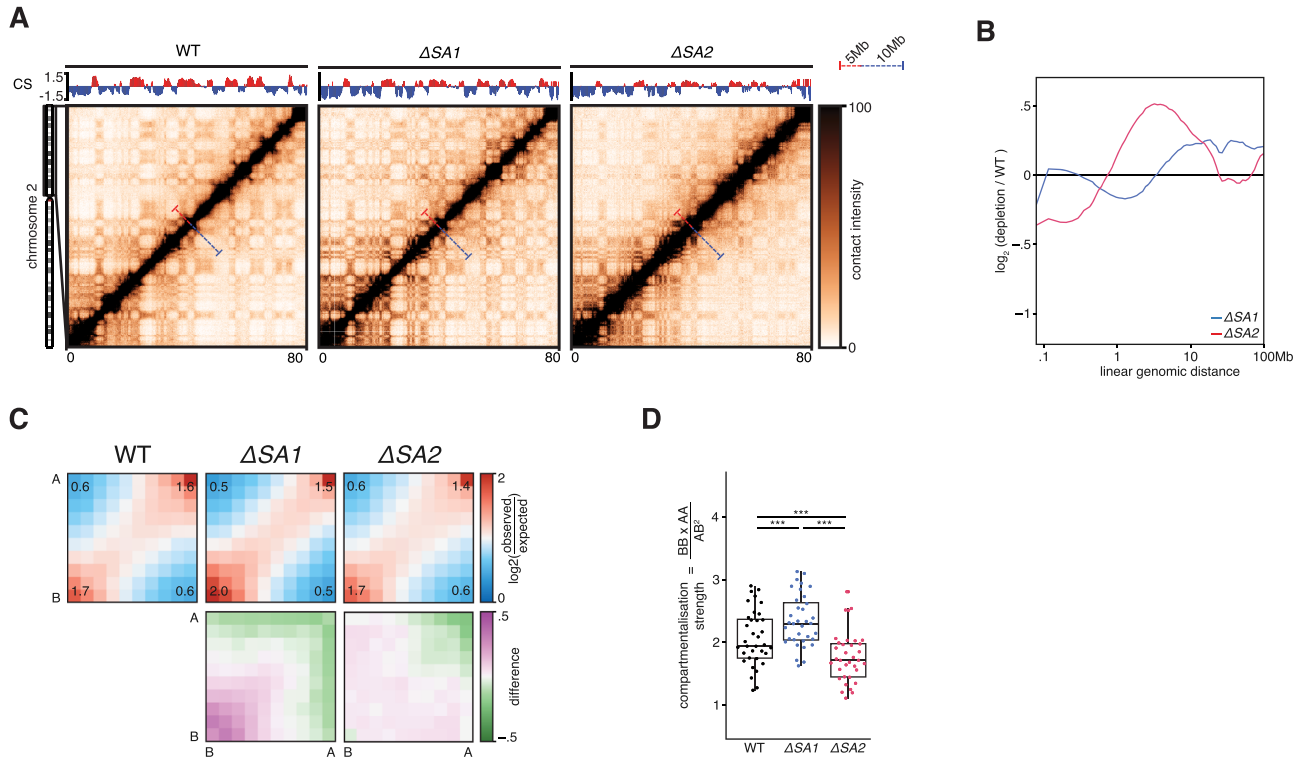 A
WT
ΔSA1
ΔSA2
5Mb
10Mb
CS
1.5
-1.5
chrmosome 2
0
80
0
80
0
80
100
0
contact intensity
B
.5
0
−.5
−1
log2 (depletion / WT )
ΔSA1
ΔSA2
.1
1
10
100Mb
linear genomic distance
C
WT
ΔSA1
ΔSA2
A
B
0.6
1.6
1.7
0.6
0.5
1.5
2.0
0.5
0.6
1.4
1.7
0.6
2
0
log2(observed/expected)
A
B
B
A
B
A
.5
−.5
difference
D
compartmentalisation strength = BB x AA / AB²
4
3
2
1
***
***
***
WT
ΔSA1
ΔSA2